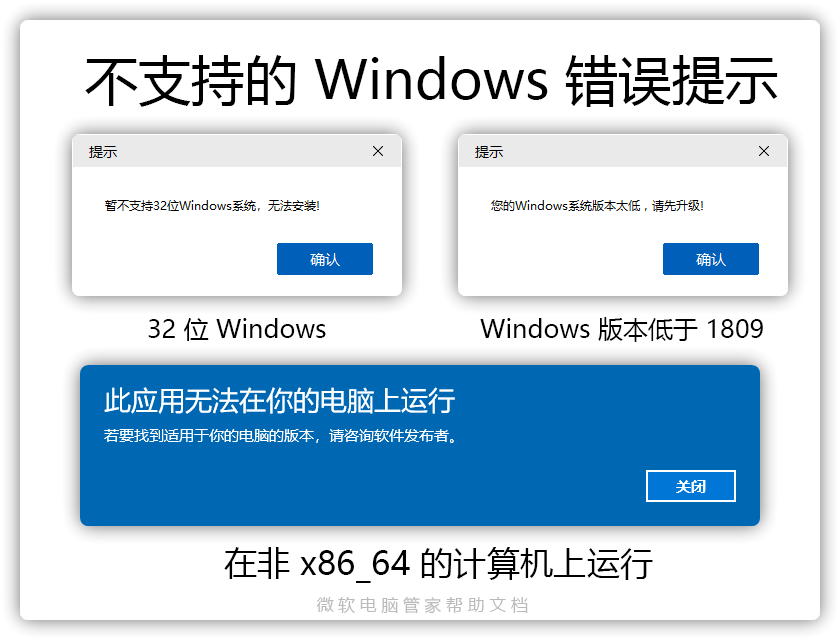 不支持的 Windows 错误提示
提示
暂不支持32位Windows系统，无法安装!
确认
32 位 Windows
提示
您的Windows系统版本太低，请先升级!
确认
Windows 版本低于 1809
此应用无法在你的电脑上运行
若要找到适用于你的电脑的版本，请咨询软件发布者。
关闭
在非 x86_64 的计算机上运行
微软电脑管家帮助文档